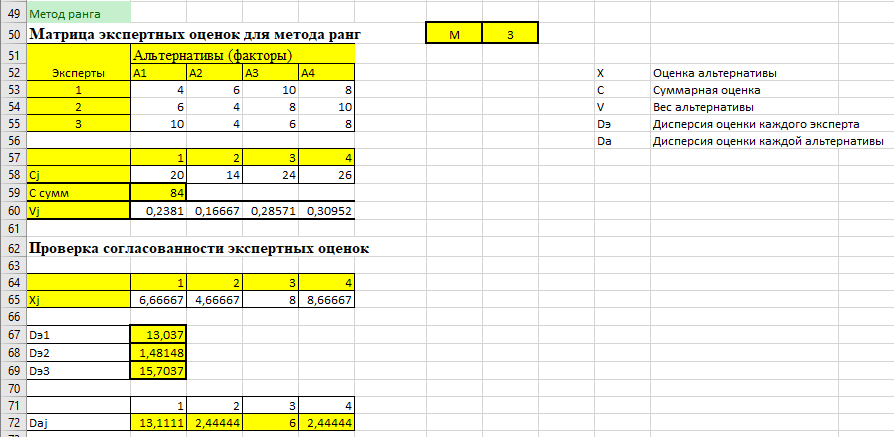 49 Метод ранга
50 Матрица экспертных оценок для метода ранг М 3
51 Альтернативы (факторы)
52 Эксперты А1 А2 А3 А4 X Оценка альтернативы
53 1 4 6 10 8 C Суммарная оценка
54 2 6 4 8 10 V Вес альтернативы
55 3 10 4 6 8 Dэ Дисперсия оценки каждого эксперта
56 Da Дисперсия оценки каждой альтернативы
57 1 2 3 4
58 Cj 20 14 24 26
59 С сумм 84
60 Vj 0,2381 0,16667 0,28571 0,30952
61
62 Проверка согласованности экспертных оценок
63
64 1 2 3 4
65 Xj 6,66667 4,66667 8 8,66667
66
67 Dэ1 13,037
68 Dэ2 1,48148
69 Dэ3 15,7037
70
71 1 2 3 4
72 Daj 13,1111 2,44444 6 2,44444